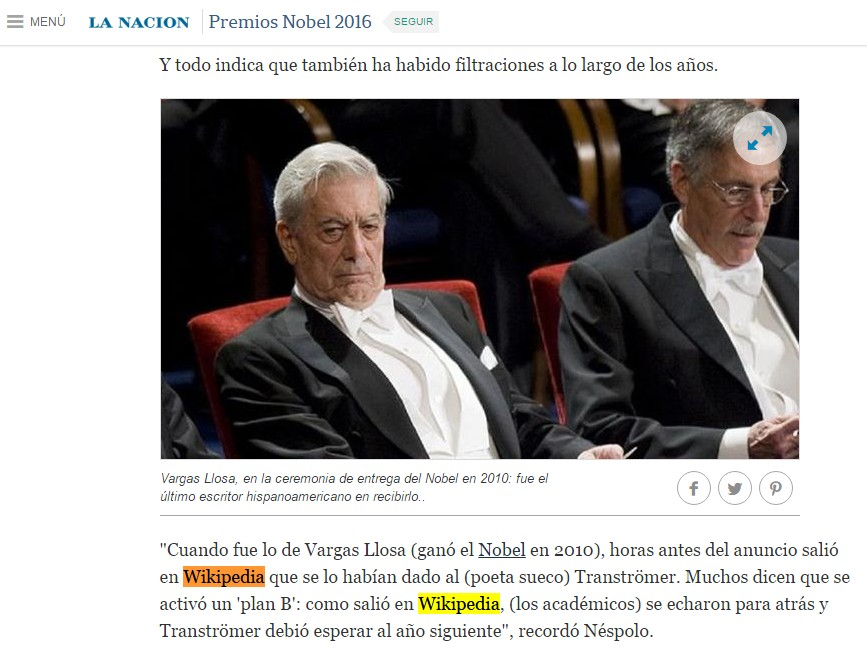 MENÚ LA NACION Premios Nobel 2016 SEGUIR
Y todo indica que también ha habido filtraciones a lo largo de los años.
Vargas Llosa, en la ceremonia de entrega del Nobel en 2010: fue el
último escritor hispanoamericano en recibirlo..
"Cuando fue lo de Vargas Llosa (ganó el Nobel en 2010), horas antes del anuncio salió
en Wikipedia que se lo habían dado al (poeta sueco) Tranströmer. Muchos dicen que se
activó un 'plan B': como salió en Wikipedia, (los académicos) se echaron para atrás y
Tranströmer debió esperar al año siguiente", recordó Néspolo.